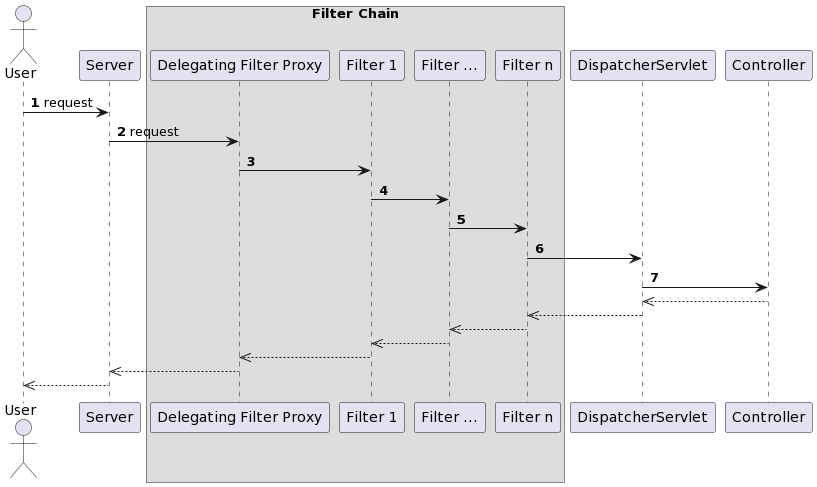 Filter Chain
User
Server
Delegating Filter Proxy
Filter 1
Filter ...
Filter n
DispatcherServlet
Controller
1 request
2 request
3
4
5
6
7
User
Server
Delegating Filter Proxy
Filter 1
Filter ...
Filter n
DispatcherServlet
Controller